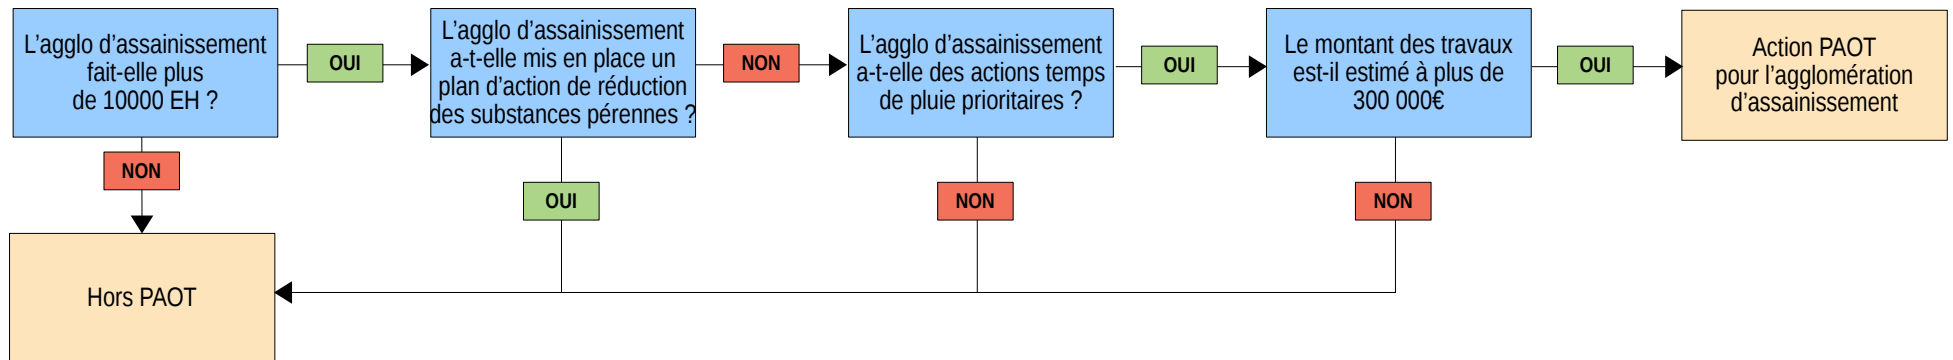 L'agglo d'assainissement
fait-elle plus
de 10000 EH ?
OUI
L'agglo d'assainissement
a-t-elle mis en place un
plan d'action de réduction
des substances pérennes ?
NON
L'agglo d'assainissement
a-t-elle des actions temps
de pluie prioritaires ?
OUI
Le montant des travaux
est-il estimé à plus de
300 000€
OUI
Action PAOT
pour l'agglomération
d'assainissement
NON
OUI
NON
NON
Hors PAOT